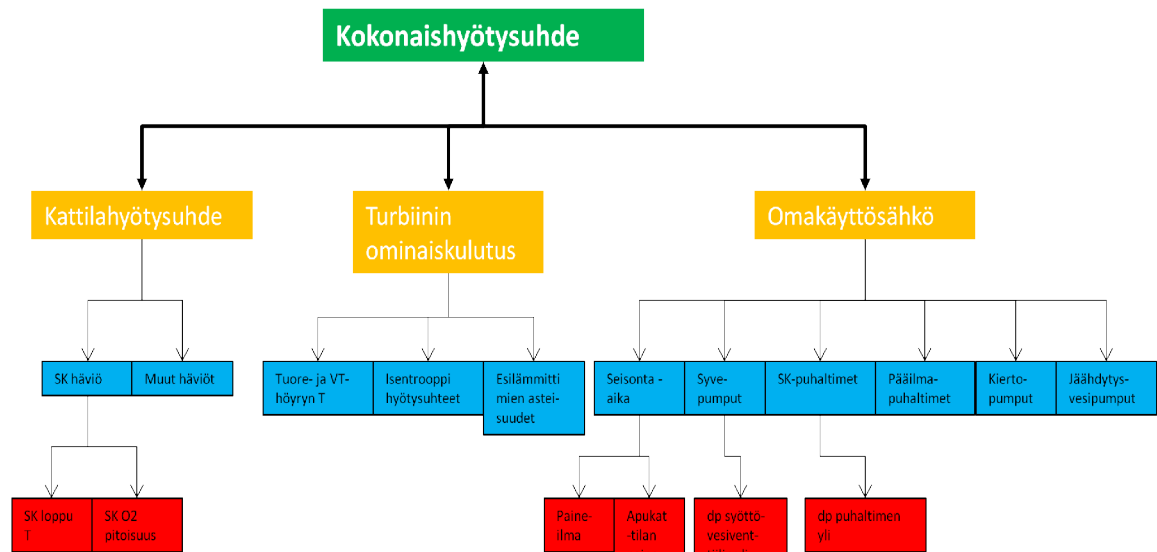 Kokonaishyötysuhde
Kattilahyötysuhde
Turbiinin
ominaiskulutus
Omakäyttösähkö
SK häviö
Muut häviöt
Tuore- ja VT-
höyryn T
Isentrooppi
hyötysuhteet
Esilämmitti
mien astei-
suudet
Seisonta -
aika
Syve-
pumput
SK-puhaltimet
Pääilma-
puhaltimet
Kierto-
pumput
Jäähdytys-
vesipumput
SK loppu
T
SK O2
pitoisuus
Paine-
ilma
Apukat
-tilan
dp syöttö-
vesivent-
dp puhaltimen
yli